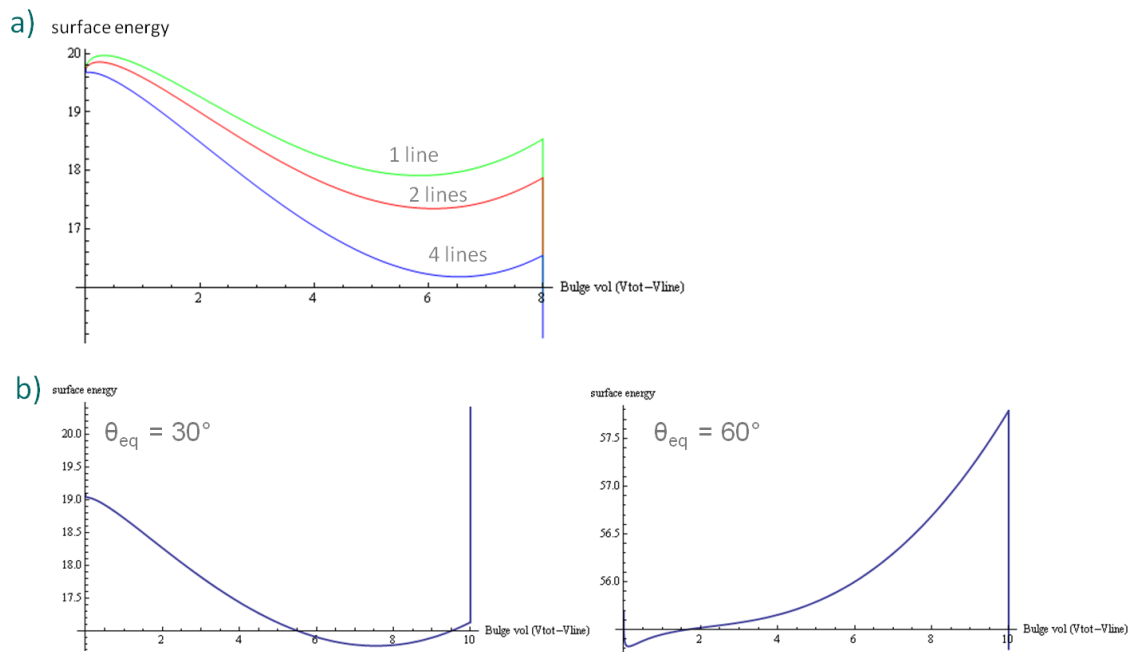 a) surface energy
20
19
18
17
1 line
2 lines
4 lines
2 4 6 8
Bulge vol (Vtot−Vline)
b) surface energy
θeq = 30°
20.0
19.5
19.0
18.5
18.0
17.5
2 4 6 8 10
Bulge vol (Vtot−Vline)
surface energy
θeq = 60°
57.5
57.0
56.5
56.0
2 4 6 8 10
Bulge vol (Vtot−Vline)